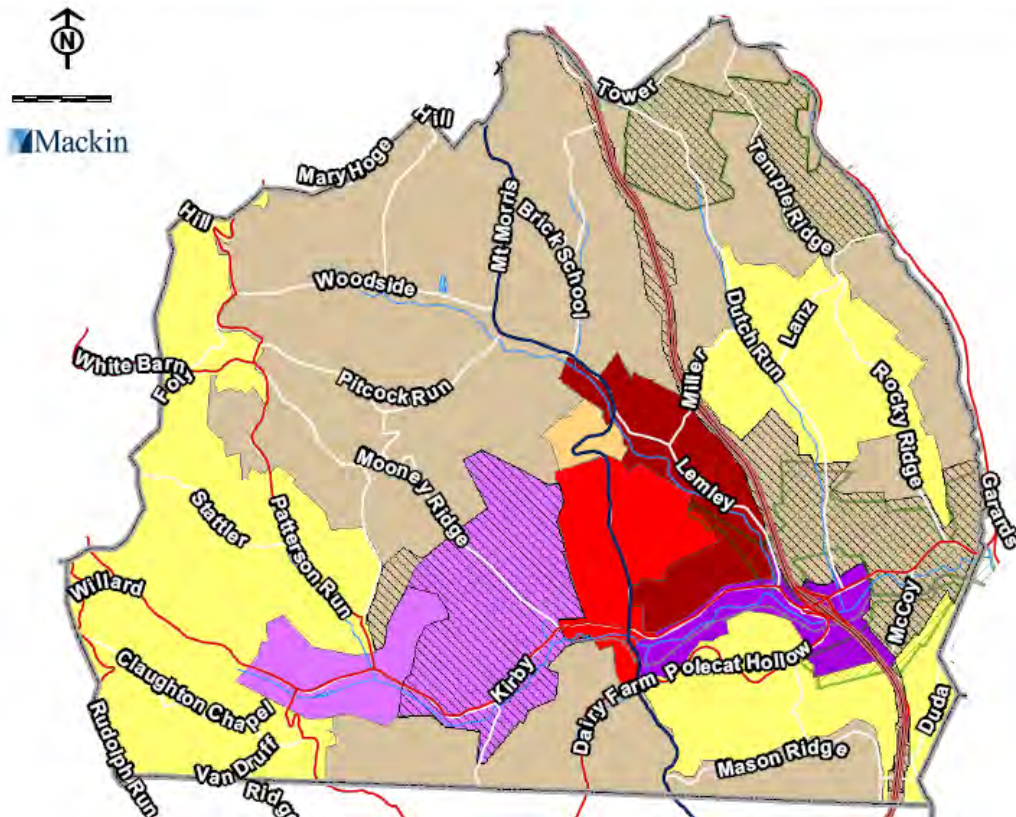 N
Mackin
Tower
Hill
Mary Hoge
Temple Ridge
Hill
Mt Morris
Brick School
Woodside
Dutch Run
Lanz
Miller
White Barn
Foly
Pitcock Run
Rocky Ridge
Mooney Ridge
Lemley
Garards
Stattler
Patterson Run
Willard
McCoy
Claughton Chapel
Kirby
Dairy Farm
Polecat Hollow
Durda
Rudolph Run
Van Druff
Ridge
Mason Ridge